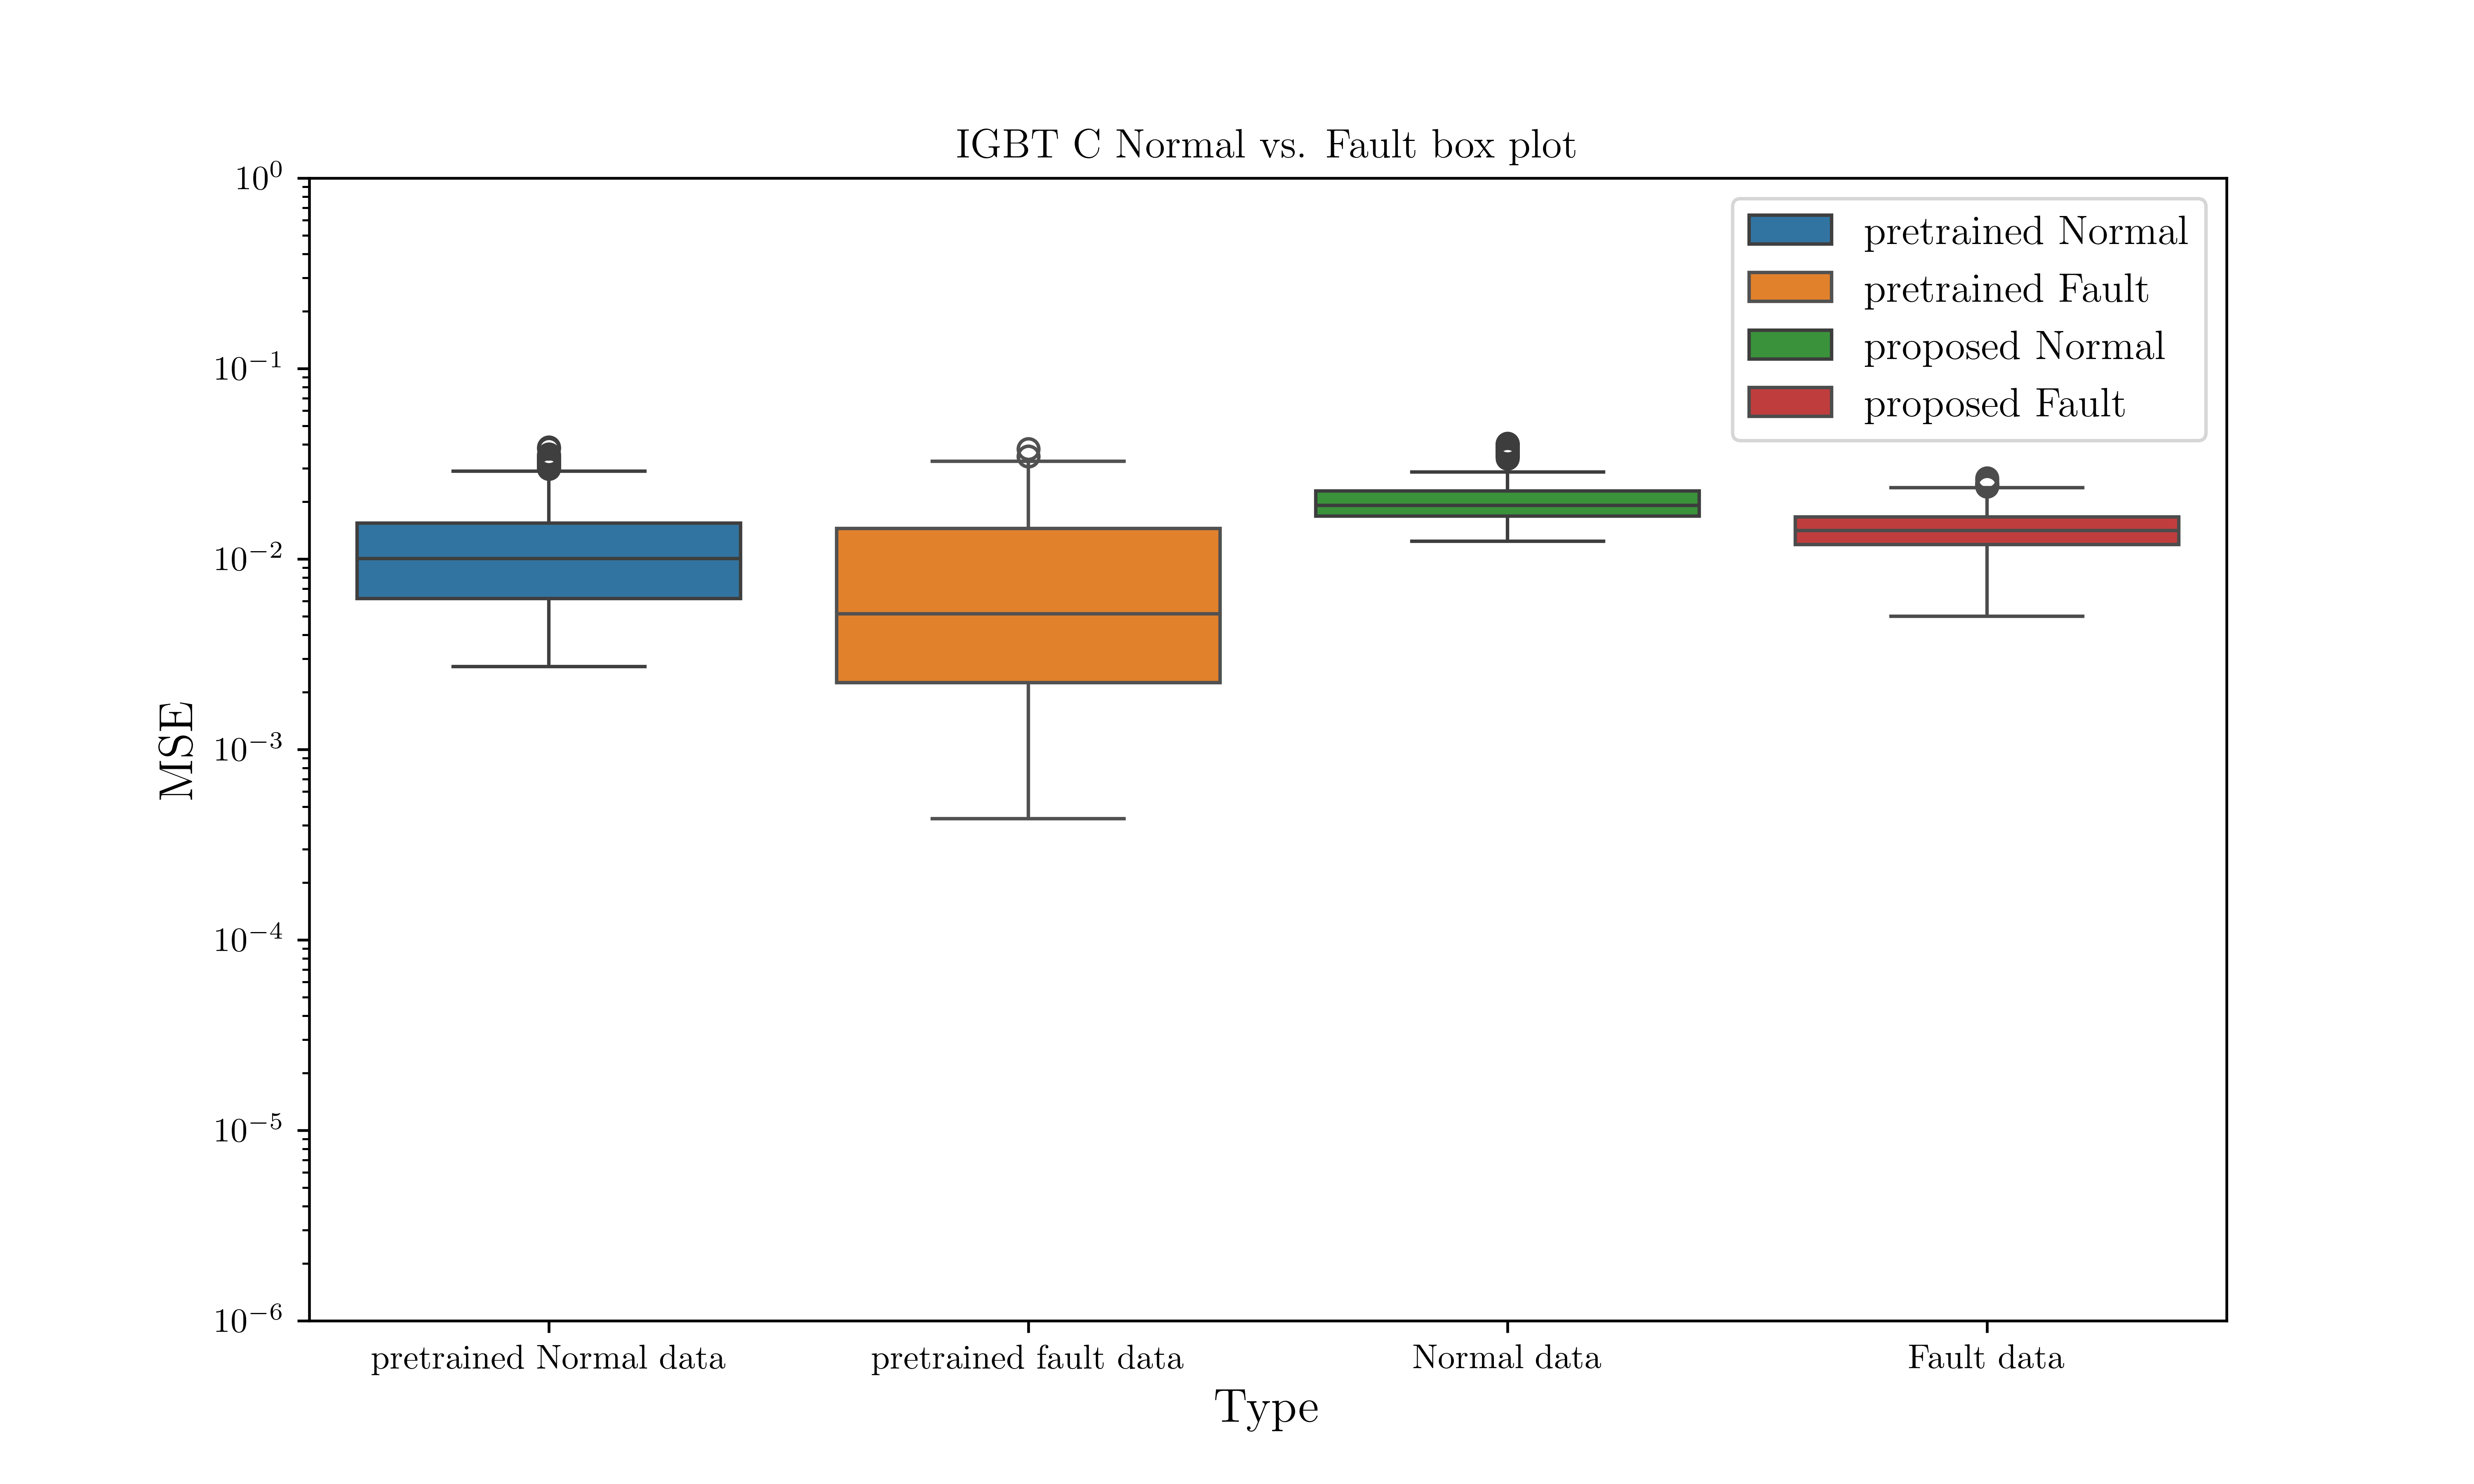 IGBT C Normal vs. Fault box plot
10⁰
10⁻¹
10⁻²
10⁻³
10⁻⁴
10⁻⁵
10⁻⁶
MSE
pretrained Normal
pretrained Fault
proposed Normal
proposed Fault
pretrained Normal data
pretrained fault data
Normal data
Fault data
Type